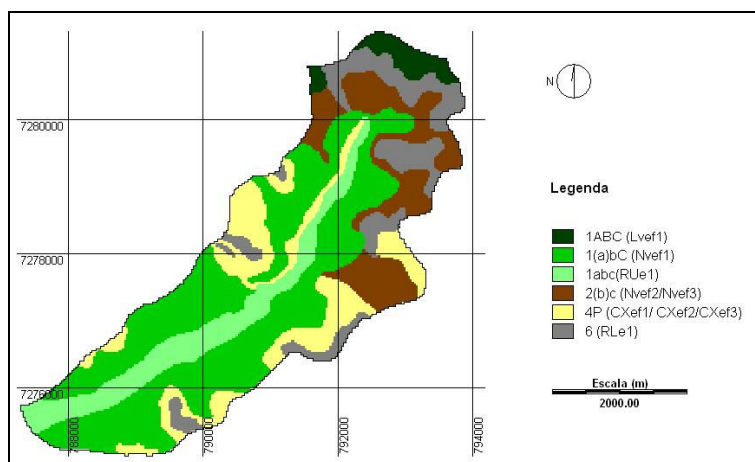 7280000
7278000
7276000
788000
790000
792000
794000
N
Legenda
1ABC (Lvef1)
1(a)bC (Nvef1)
1abc(RUe1)
2(b)c (Nvef2/Nvef3)
4P (CXef1/ CXef2/CXef3)
6 (RLe1)
Escala (m)
2000.00